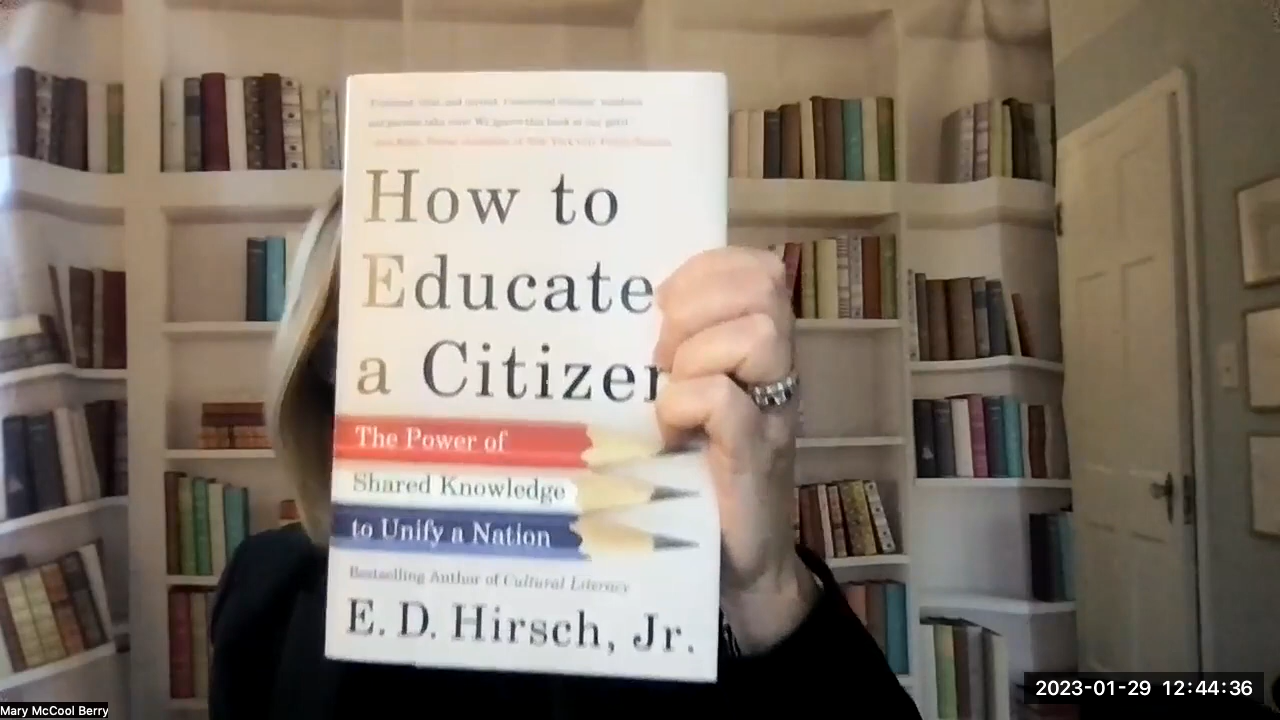 How to
Educate
a Citizen
The Power of
Shared Knowledge
to Unify a Nation
Bestselling Author of Cultural Literacy
E. D. Hirsch, Jr.
Mary McCool Berry
2023-01-29 12:44:36